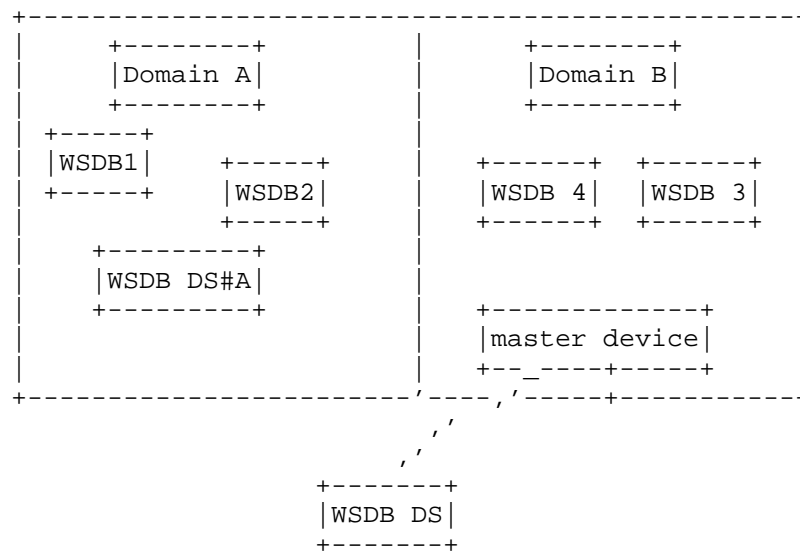 Domain A Domain B
WSDB1
WSDB2 WSDB 4 WSDB 3
WSDB DS#A
master device
WSDB DS